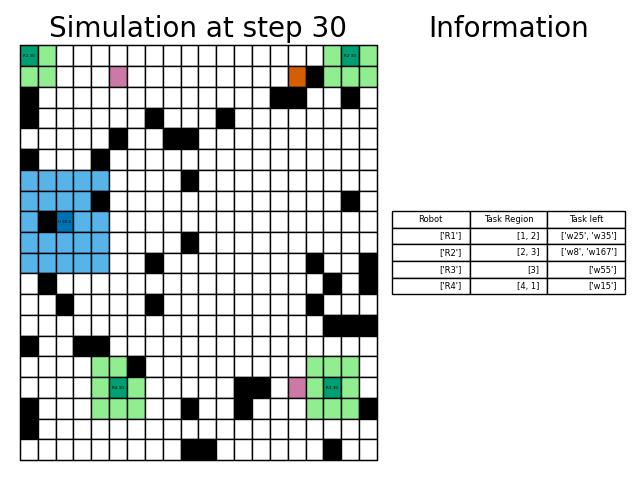 Simulation at step 30
Information
Robot Task Region Task left
['R1'] [1, 2] ['w25', 'w35']
['R2'] [2, 3] ['w8', 'w167']
['R3'] [3] ['w55']
['R4'] [4, 1] ['w15']